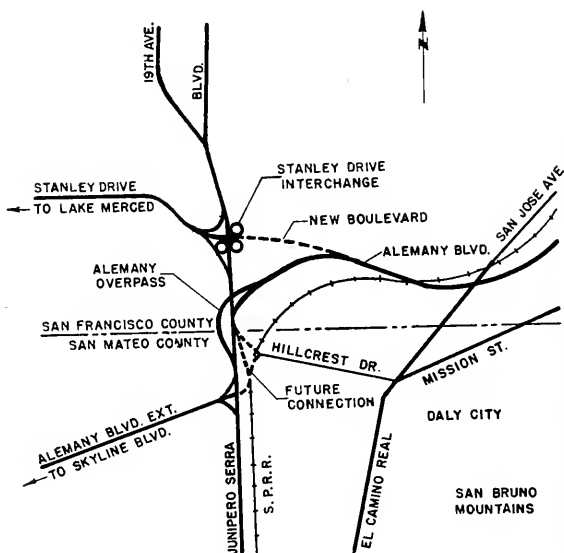 19TH AVE.
BLVD.
N
STANLEY DRIVE
TO LAKE MERCED
STANLEY DRIVE
INTERCHANGE
NEW BOULEVARD
SAN JOSE AVE
ALEMANY BLVD.
ALEMANY
OVERPASS
SAN FRANCISCO COUNTY
SAN MATEO COUNTY
HILLCREST DR.
MISSION ST.
FUTURE
CONNECTION
DALY CITY
ALEMANY BLVD. EXT.
TO SKYLINE BLVD.
JUNIPERO SERRA
S.P.R.R.
EL CAMINO REAL
SAN BRUNO
MOUNTAINS